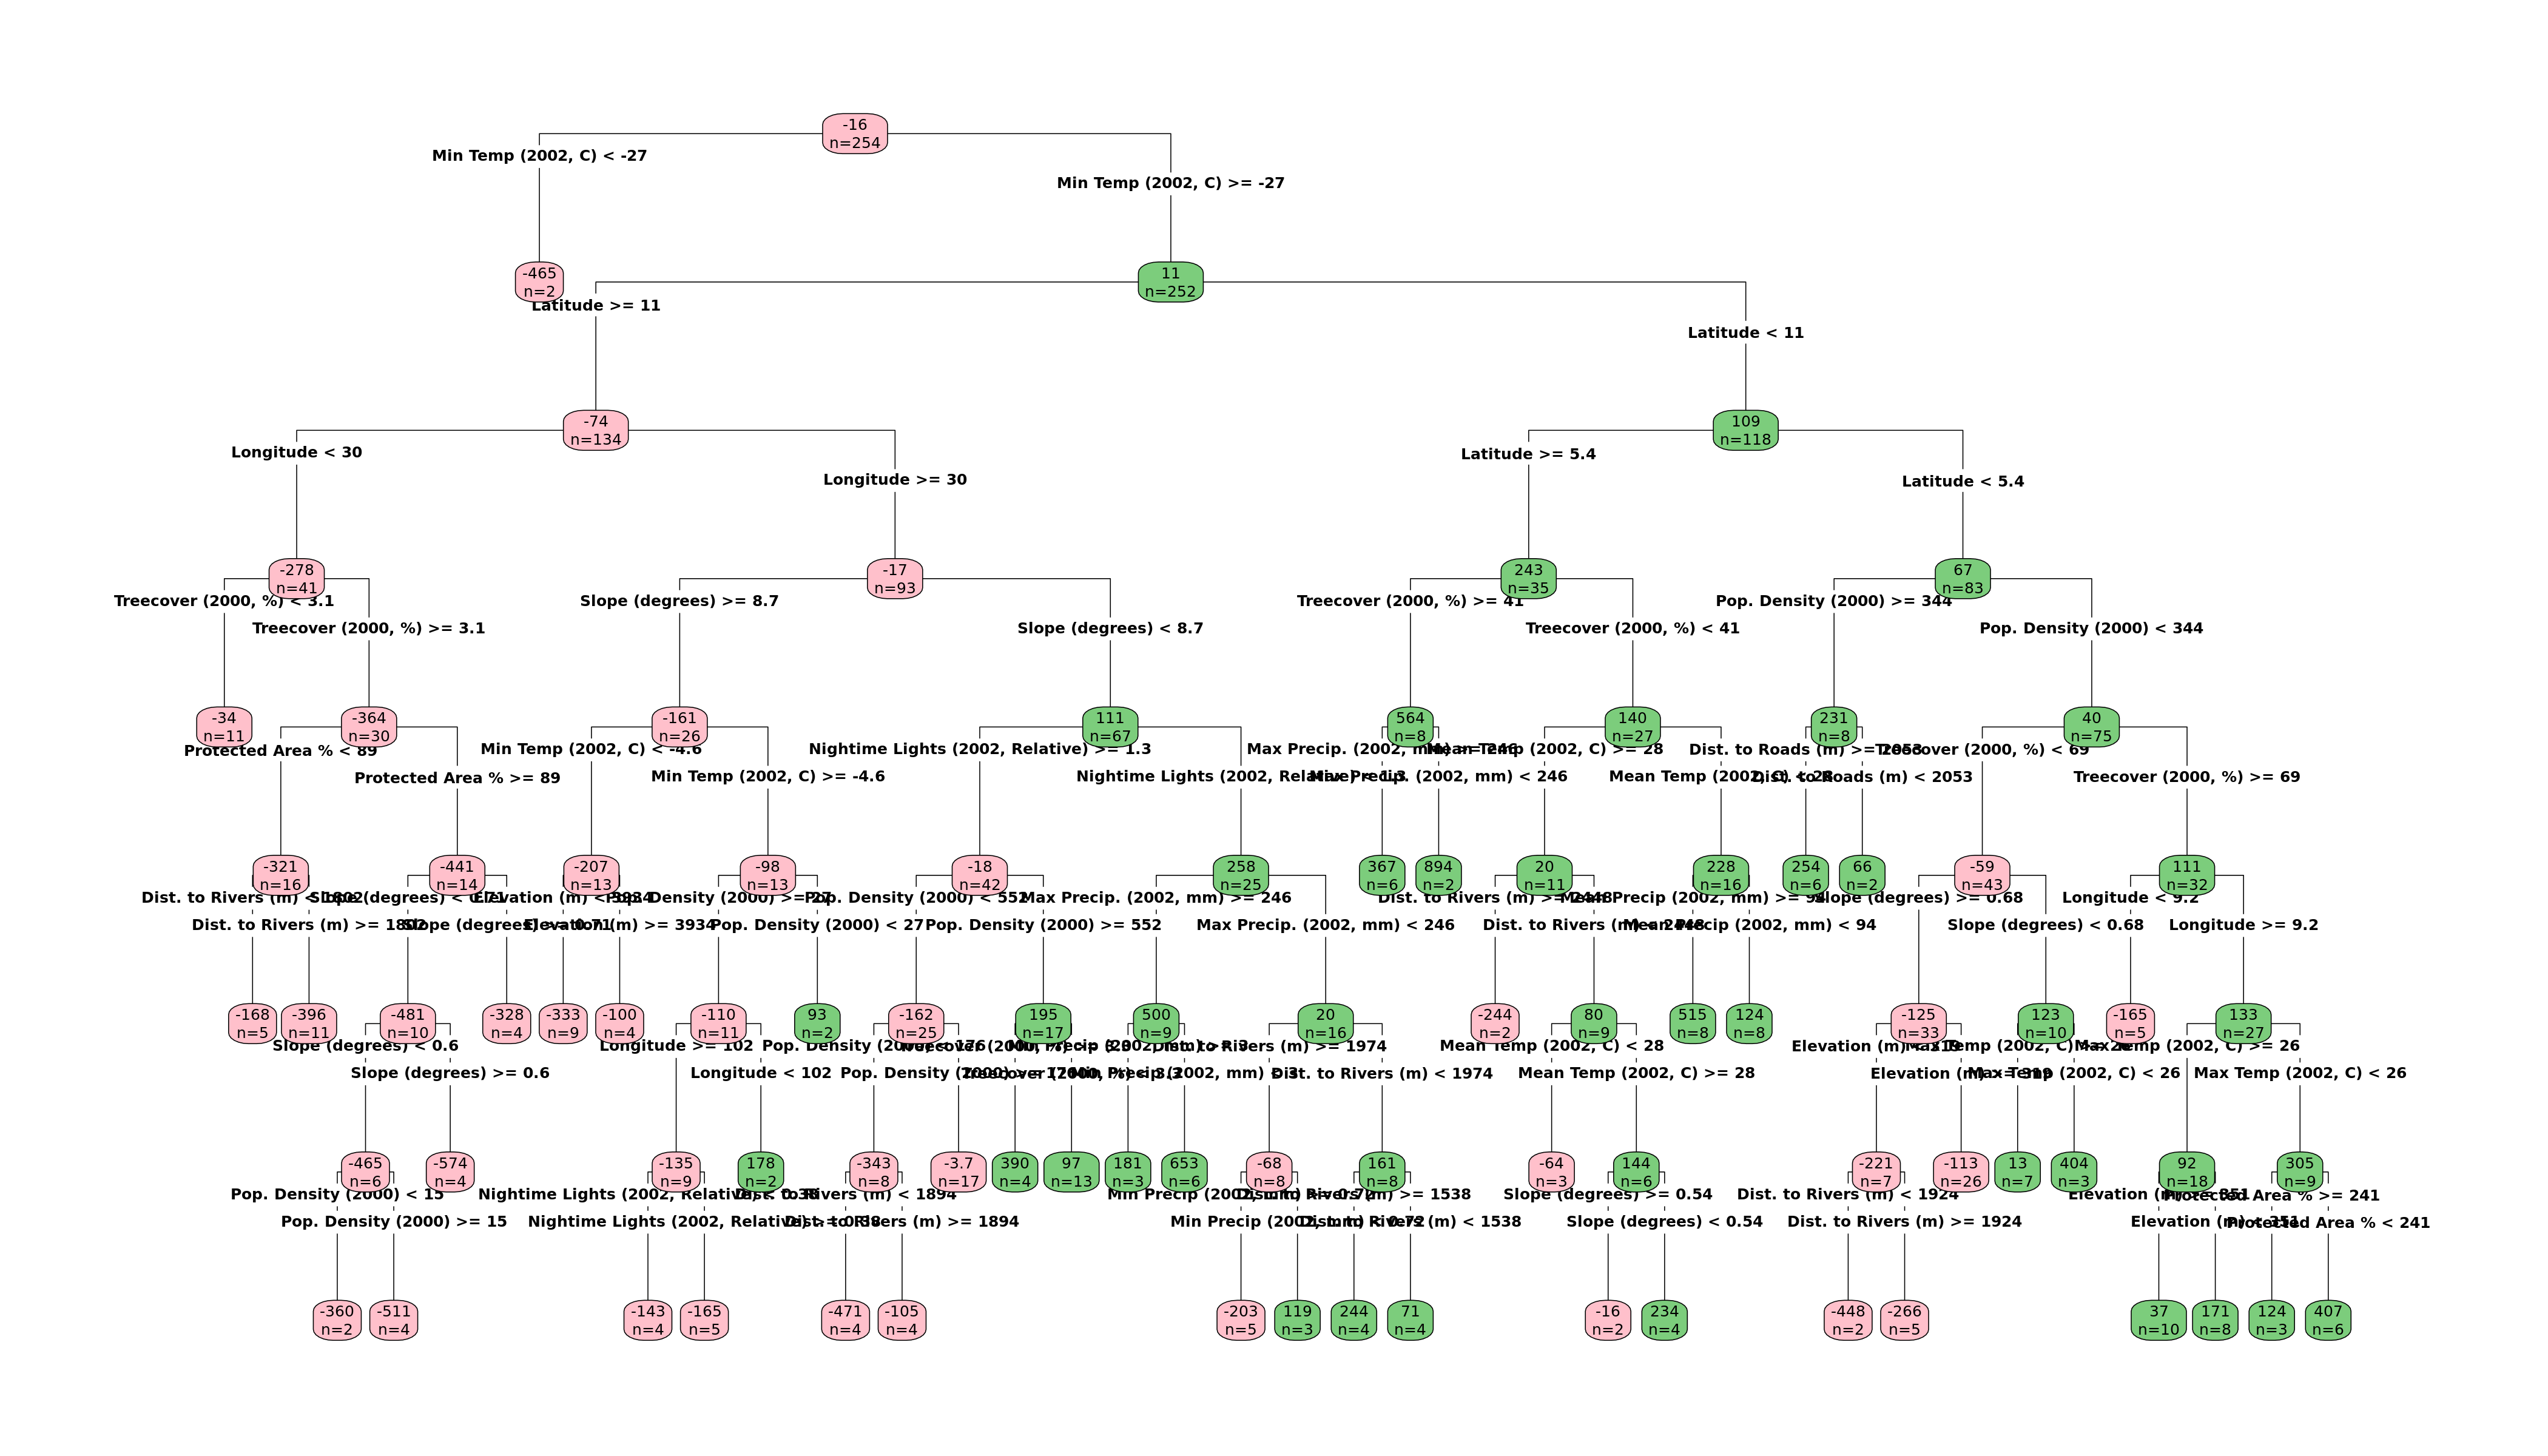 -16
n=254
Min Temp (2002, C) < -27
Min Temp (2002, C) >= -27
-465
n=2
11
n=252
Latitude >= 11
Latitude < 11
-74
n=134
109
n=118
Longitude < 30
Longitude >= 30
Latitude >= 5.4
Latitude < 5.4
-278
n=41
-17
n=93
243
n=35
67
n=83
Treecover (2000, %) < 3.1
Slope (degrees) >= 8.7
Treecover (2000, %) >= 41
Pop. Density (2000) >= 344
Treecover (2000, %) >= 3.1
Slope (degrees) < 8.7
Treecover (2000, %) < 41
Pop. Density (2000) < 344
-34
n=11
-364
n=30
-161
n=26
111
n=67
564
n=8
140
n=27
231
n=8
40
n=75
Protected Area % < 89
Min Temp (2002, C) < -4.6
Nightime Lights (2002, Relative) >= 1.3
Max Precip. (2002, mm) >= 246
Mean Temp (2002, C) >= 28
Dist. to Roads (m) >= 2053
Treecover (2000, %) < 69
Protected Area % >= 89
Min Temp (2002, C) >= -4.6
Nightime Lights (2002, Relative) < 1.3
Max Precip. (2002, mm) < 246
Mean Temp (2002, C) < 28
Dist. to Roads (m) < 2053
Treecover (2000, %) >= 69
-321
n=16
-441
n=14
-207
n=13
-98
n=13
-18
n=42
258
n=25
367
n=6
894
n=2
20
n=11
228
n=16
254
n=6
66
n=2
-59
n=43
111
n=32
Dist. to Rivers (m) < 1802
Slope (degrees) < 0.71
Elevation (m) < 3934
Pop. Density (2000) >= 27
Pop. Density (2000) < 552
Max Precip. (2002, mm) >= 246
Dist. to Rivers (m) >= 2448
Mean Precip (2002, mm) >= 94
Slope (degrees) >= 0.68
Longitude < 9.2
Dist. to Rivers (m) >= 1802
Slope (degrees) >= 0.71
Elevation (m) >= 3934
Pop. Density (2000) < 27
Pop. Density (2000) >= 552
Max Precip. (2002, mm) < 246
Dist. to Rivers (m) < 2448
Mean Precip (2002, mm) < 94
Slope (degrees) < 0.68
Longitude >= 9.2
-168
n=5
-396
n=11
-481
n=10
-328
n=4
-333
n=9
-100
n=4
-110
n=11
93
n=2
-162
n=25
195
n=17
500
n=9
20
n=16
-244
n=2
80
n=9
515
n=8
124
n=8
-125
n=33
123
n=10
-165
n=5
133
n=27
Slope (degrees) < 0.6
Longitude >= 102
Pop. Density (2000) < 176
Dist. to Rivers (m) >= 1974
Mean Temp (2002, C) < 28
Elevation (m) < 319
Max Temp (2002, C) >= 26
Max Temp (2002, C) >= 26
Slope (degrees) >= 0.6
Longitude < 102
Pop. Density (2000) >= 176
Treecover (2000, %) < 3.3
Min Precip (2002, mm) < 3
Dist. to Rivers (m) < 1974
Mean Temp (2002, C) >= 28
Elevation (m) >= 319
Max Temp (2002, C) < 26
Max Temp (2002, C) < 26
-465
n=6
-574
n=4
-135
n=9
178
n=2
-343
n=8
-3.7
n=17
390
n=4
97
n=13
181
n=3
653
n=6
-68
n=8
161
n=8
-64
n=3
144
n=6
-221
n=7
-113
n=26
13
n=7
404
n=3
92
n=18
305
n=9
Pop. Density (2000) < 15
Nightime Lights (2002, Relative) < 0.38
Dist. to Rivers (m) < 1894
Min Precip (2002, mm) >= 0.72
Dist. to Rivers (m) >= 1538
Slope (degrees) >= 0.54
Dist. to Rivers (m) < 1924
Elevation (m) >= 351
Protected Area % >= 241
Pop. Density (2000) >= 15
Nightime Lights (2002, Relative) >= 0.38
Dist. to Rivers (m) >= 1894
Min Precip (2002, mm) < 0.72
Dist. to Rivers (m) < 1538
Slope (degrees) < 0.54
Dist. to Rivers (m) >= 1924
Elevation (m) < 351
Protected Area % < 241
-360
n=2
-511
n=4
-143
n=4
-165
n=5
-471
n=4
-105
n=4
-203
n=5
119
n=3
244
n=4
71
n=4
-16
n=2
234
n=4
-448
n=2
-266
n=5
37
n=10
171
n=8
124
n=3
407
n=6